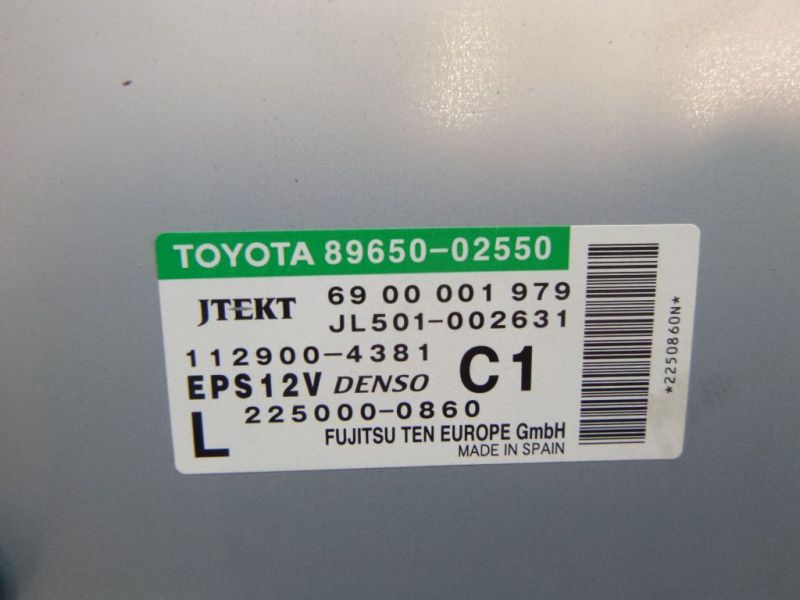 TOYOTA 89650-02550
JTEKT 69 00 001 979
JL501-002631
112900-4381
EPS12V DENSO C1
L 225000-0860
FUJITSU TEN EUROPE GmbH
MADE IN SPAIN
*2250860N*